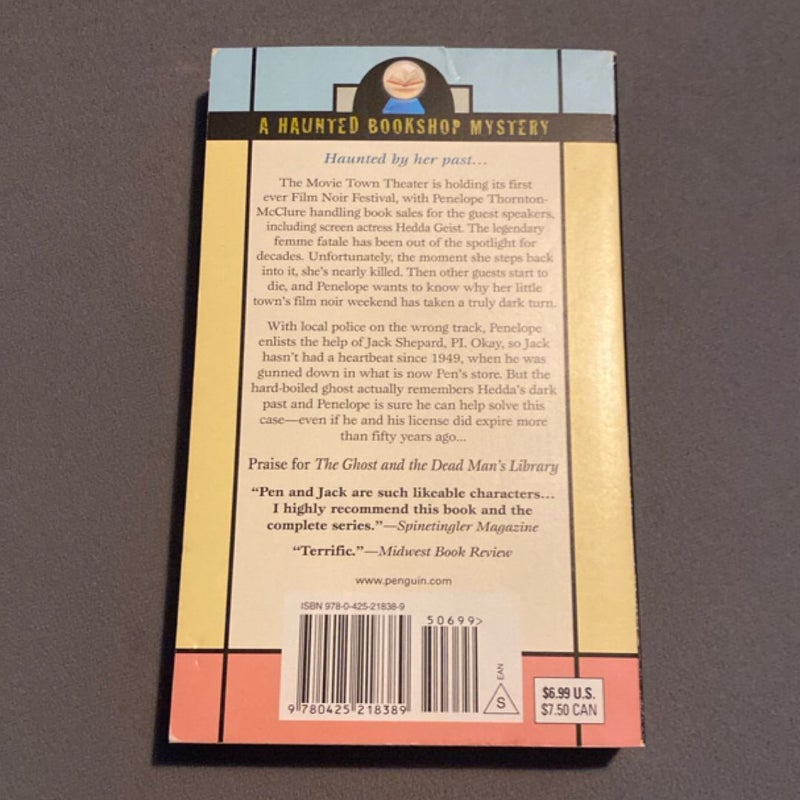 A HAUNTED BOOKSHOP MYSTERY
Haunted by her past...
The Movie Town Theater is holding its first
ever Film Noir Festival, with Penelope Thornton-
McClure handling book sales for the guest speakers,
including screen actress Hedda Geist. The legendary
femme fatale has been out of the spotlight for
decades. Unfortunately, the moment she steps back
into it, she's nearly killed. Then other guests start to
die, and Penelope wants to know why her little
town's film noir weekend has taken a truly dark turn.
With local police on the wrong track, Penelope
enlists the help of Jack Shepard, PI. Okay, so Jack
hasn't had a heartbeat since 1949, when he was
gunned down in what is now Pen's store. But the
hard-boiled ghost actually remembers Hedda's dark
past and Penelope is sure he can help solve this
case—even if he and his license did expire more
than fifty years ago...
Praise for The Ghost and the Dead Man's Library
"Pen and Jack are such likeable characters...
I highly recommend this book and the
complete series."—Spinetingler Magazine
"Terrific."—Midwest Book Review
www.penguin.com
ISBN 978-0-425-21838-9
50699>
9 780425 218389
EAN
S
$6.99 U.S.
$7.50 CAN